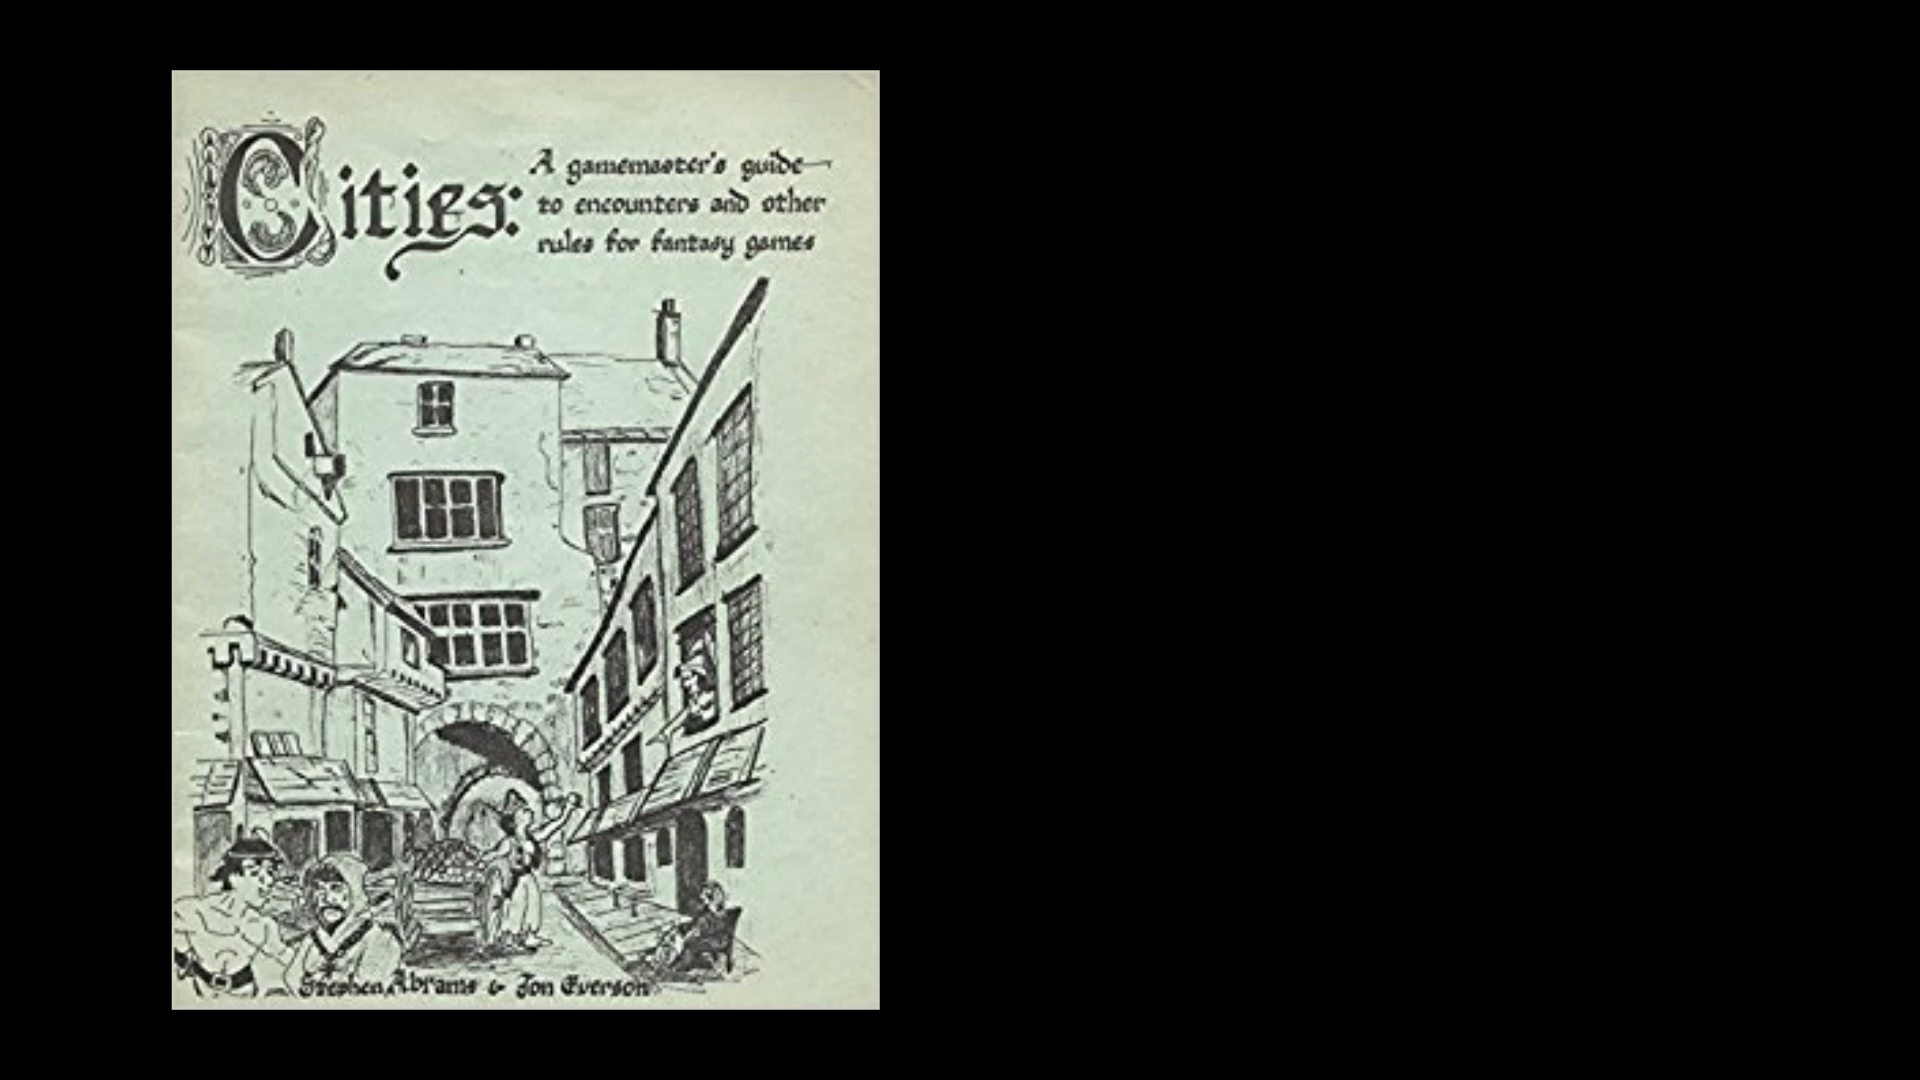 Cities:
A gamemaster's guide
to encounters and other
rules for fantasy games
Stephen Abrams & Jon Everson